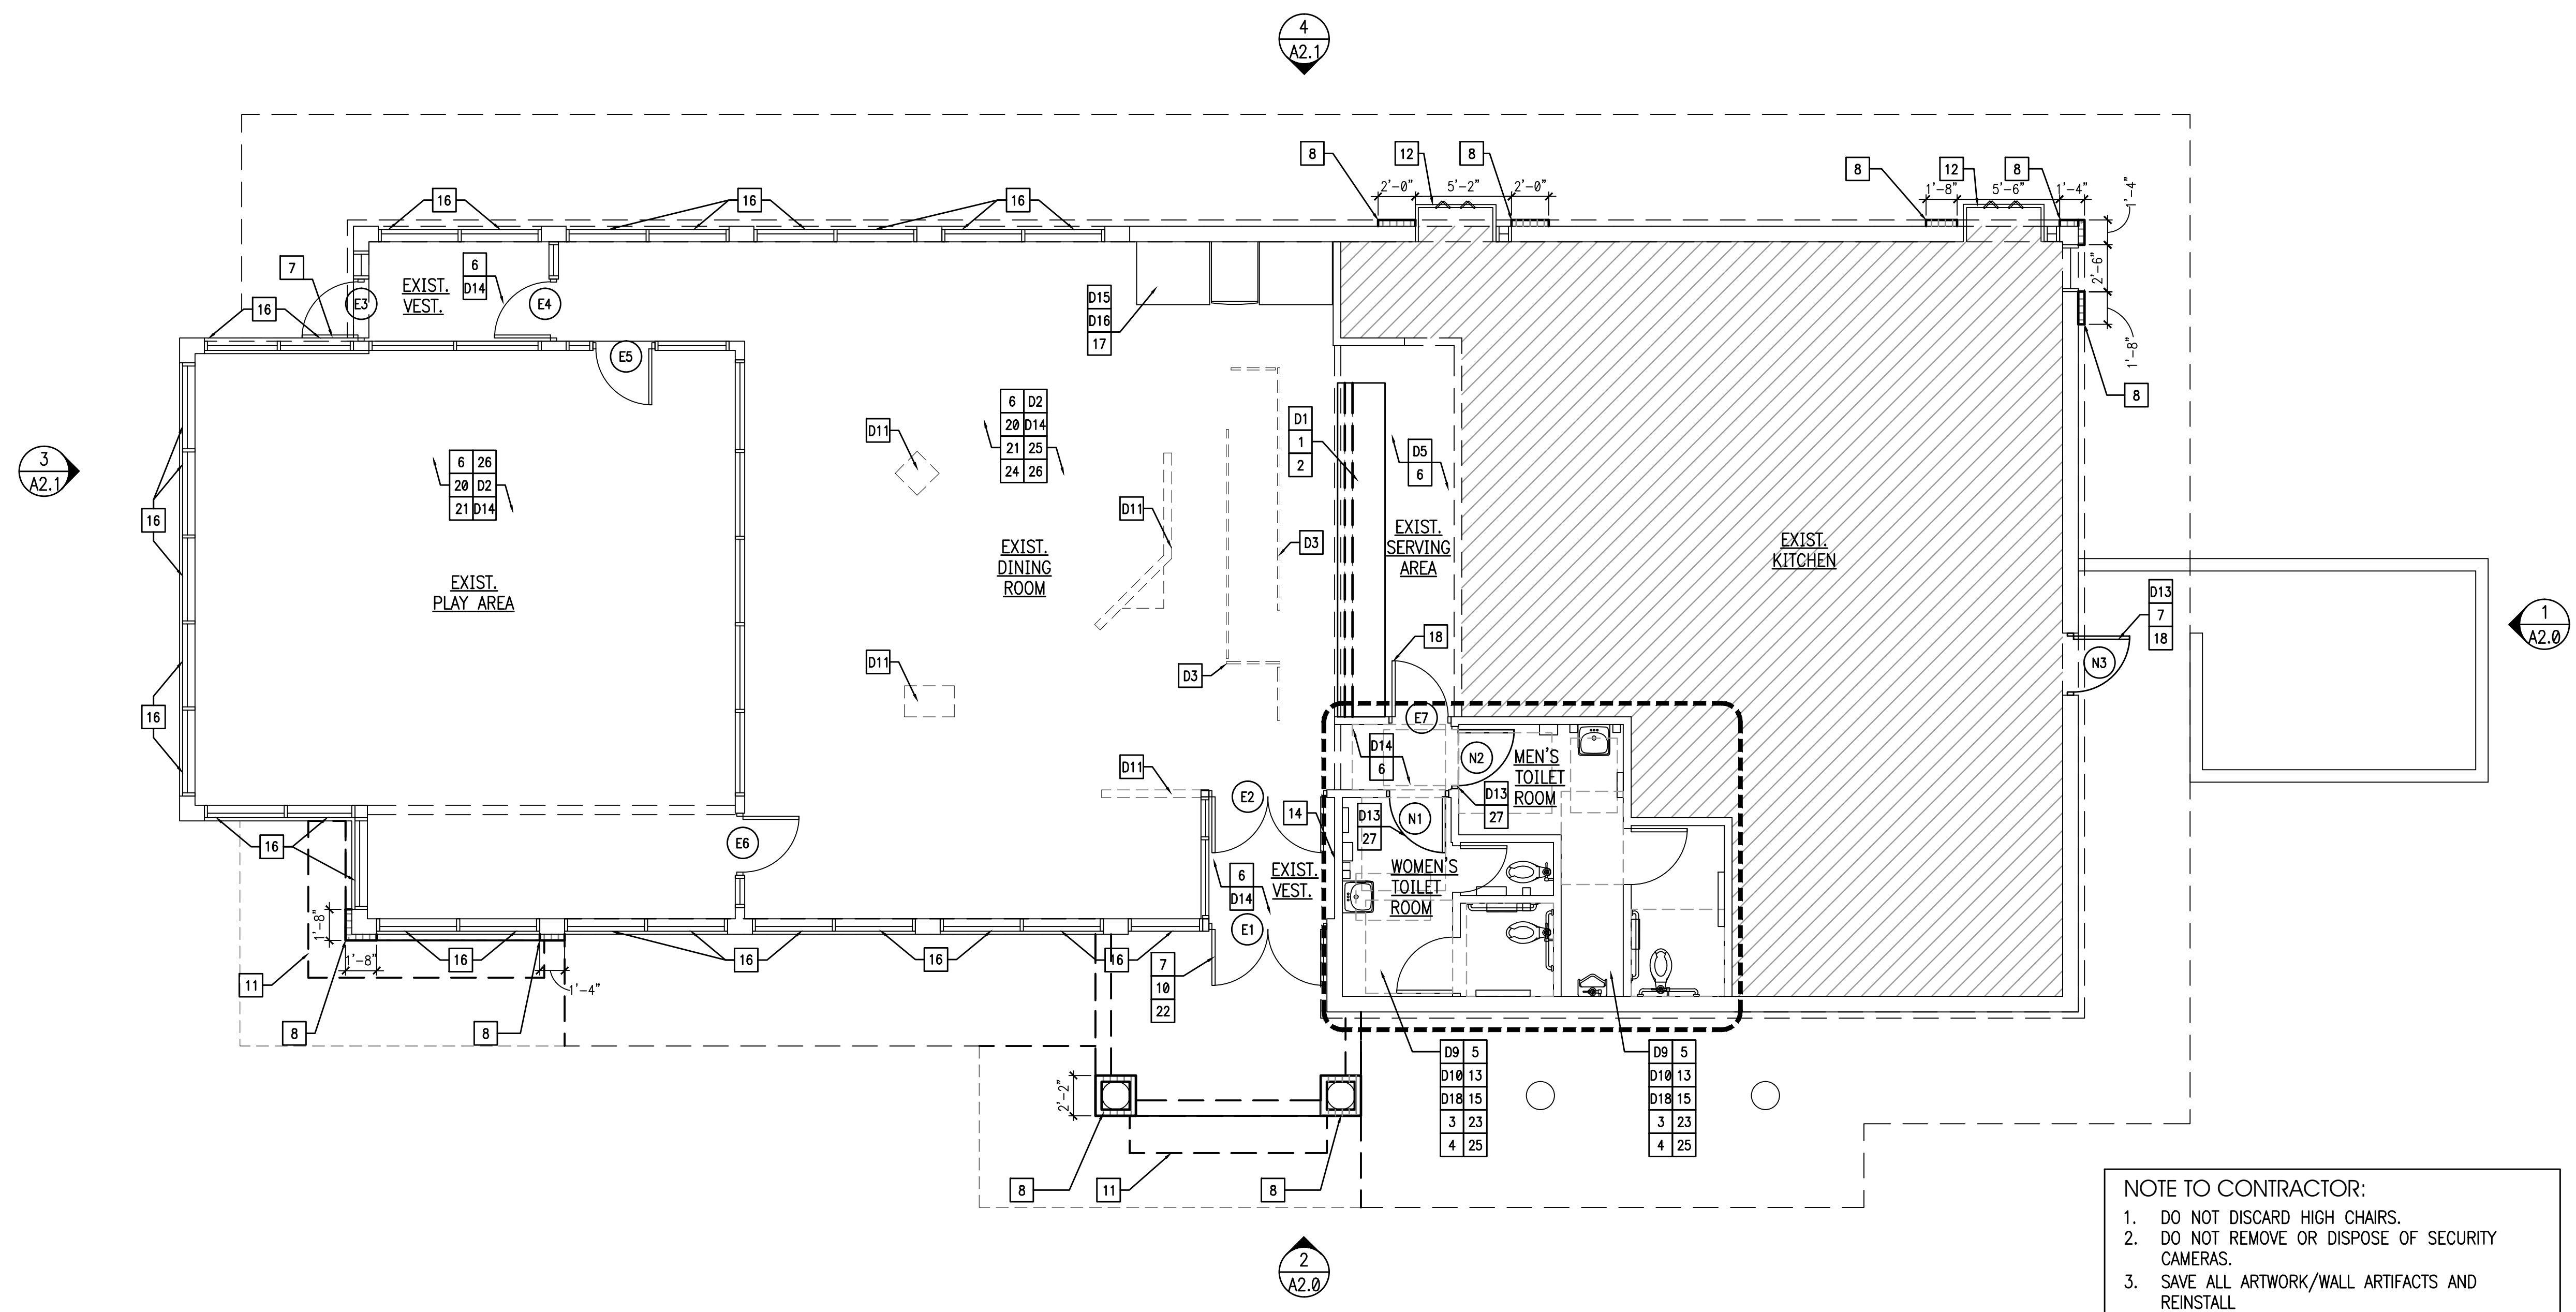 4
A2.1
8
12
8
8
12
8
2'-0"
5'-2"
2'-0"
1'-8"
5'-6"
1'-4"
1'-4"
16
16
16
7
6
D14
EXIST.
VEST.
E3
E4
16
2'-6"
D15
D16
17
E5
1'-8"
8
6 D2
20 D14
21 25
24 26
D11
D1
1
2
D5
6
3
A2.1
6 26
20 D2
21 D14
16
D11
D3
EXIST.
DINING
ROOM
EXIST.
SERVING
AREA
EXIST.
KITCHEN
EXIST.
PLAY AREA
D13
7
18
1
A2.0
N3
18
D11
D3
16
E7
D14
6
N2
MEN'S
TOILET
ROOM
D11
E2
14
D13
27
N1
D13
27
16
E6
6
D14
EXIST.
VEST.
WOMEN'S
TOILET
ROOM
1'-8"
E1
1'-8"
16
16
16
16
7
10
22
11
1'-4"
8
8
2'-2"
D9 5
D10 13
D18 15
3 23
4 25
D9 5
D10 13
D18 15
3 23
4 25
8
11
8
2
A2.0
NOTE TO CONTRACTOR:
1. DO NOT DISCARD HIGH CHAIRS.
2. DO NOT REMOVE OR DISPOSE OF SECURITY
CAMERAS.
3. SAVE ALL ARTWORK/WALL ARTIFACTS AND
REINSTALL